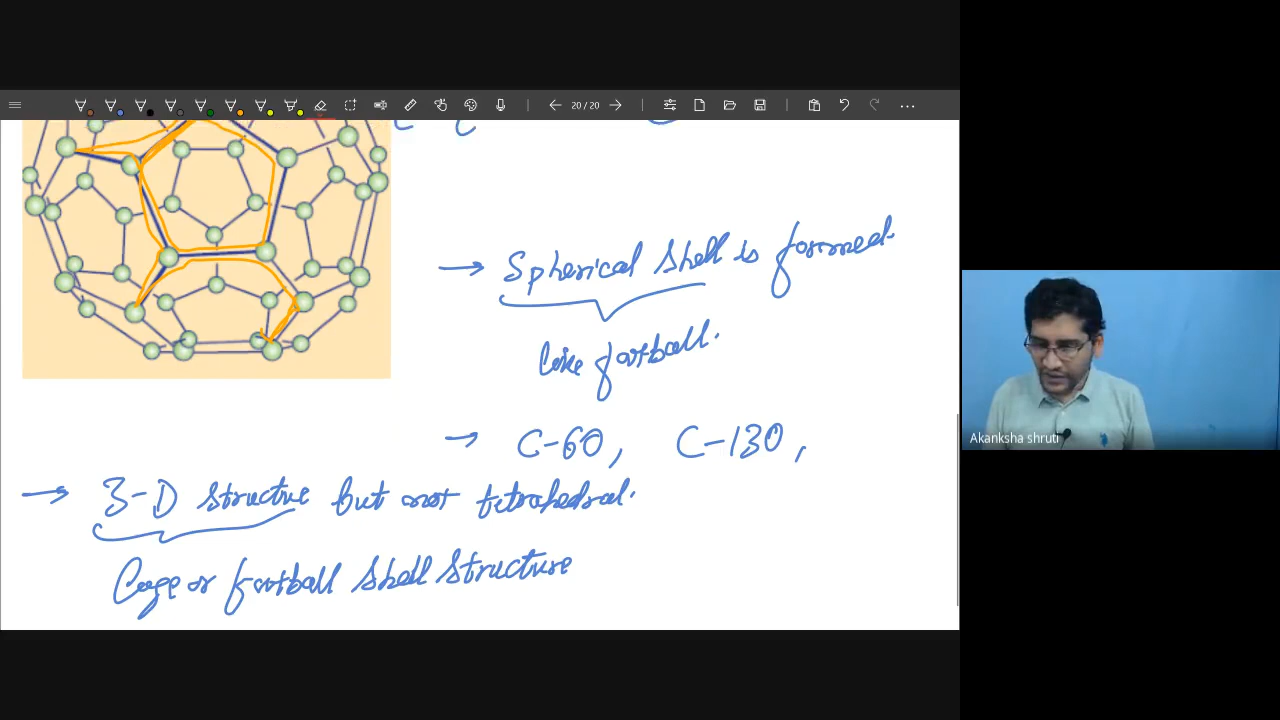 20/20
→ Spherical shell is formed.
like football.
→ C-60, C-130,
→ 3-D structure but not tetrahedral.
Cage or football shell structure
Akanksha shruti